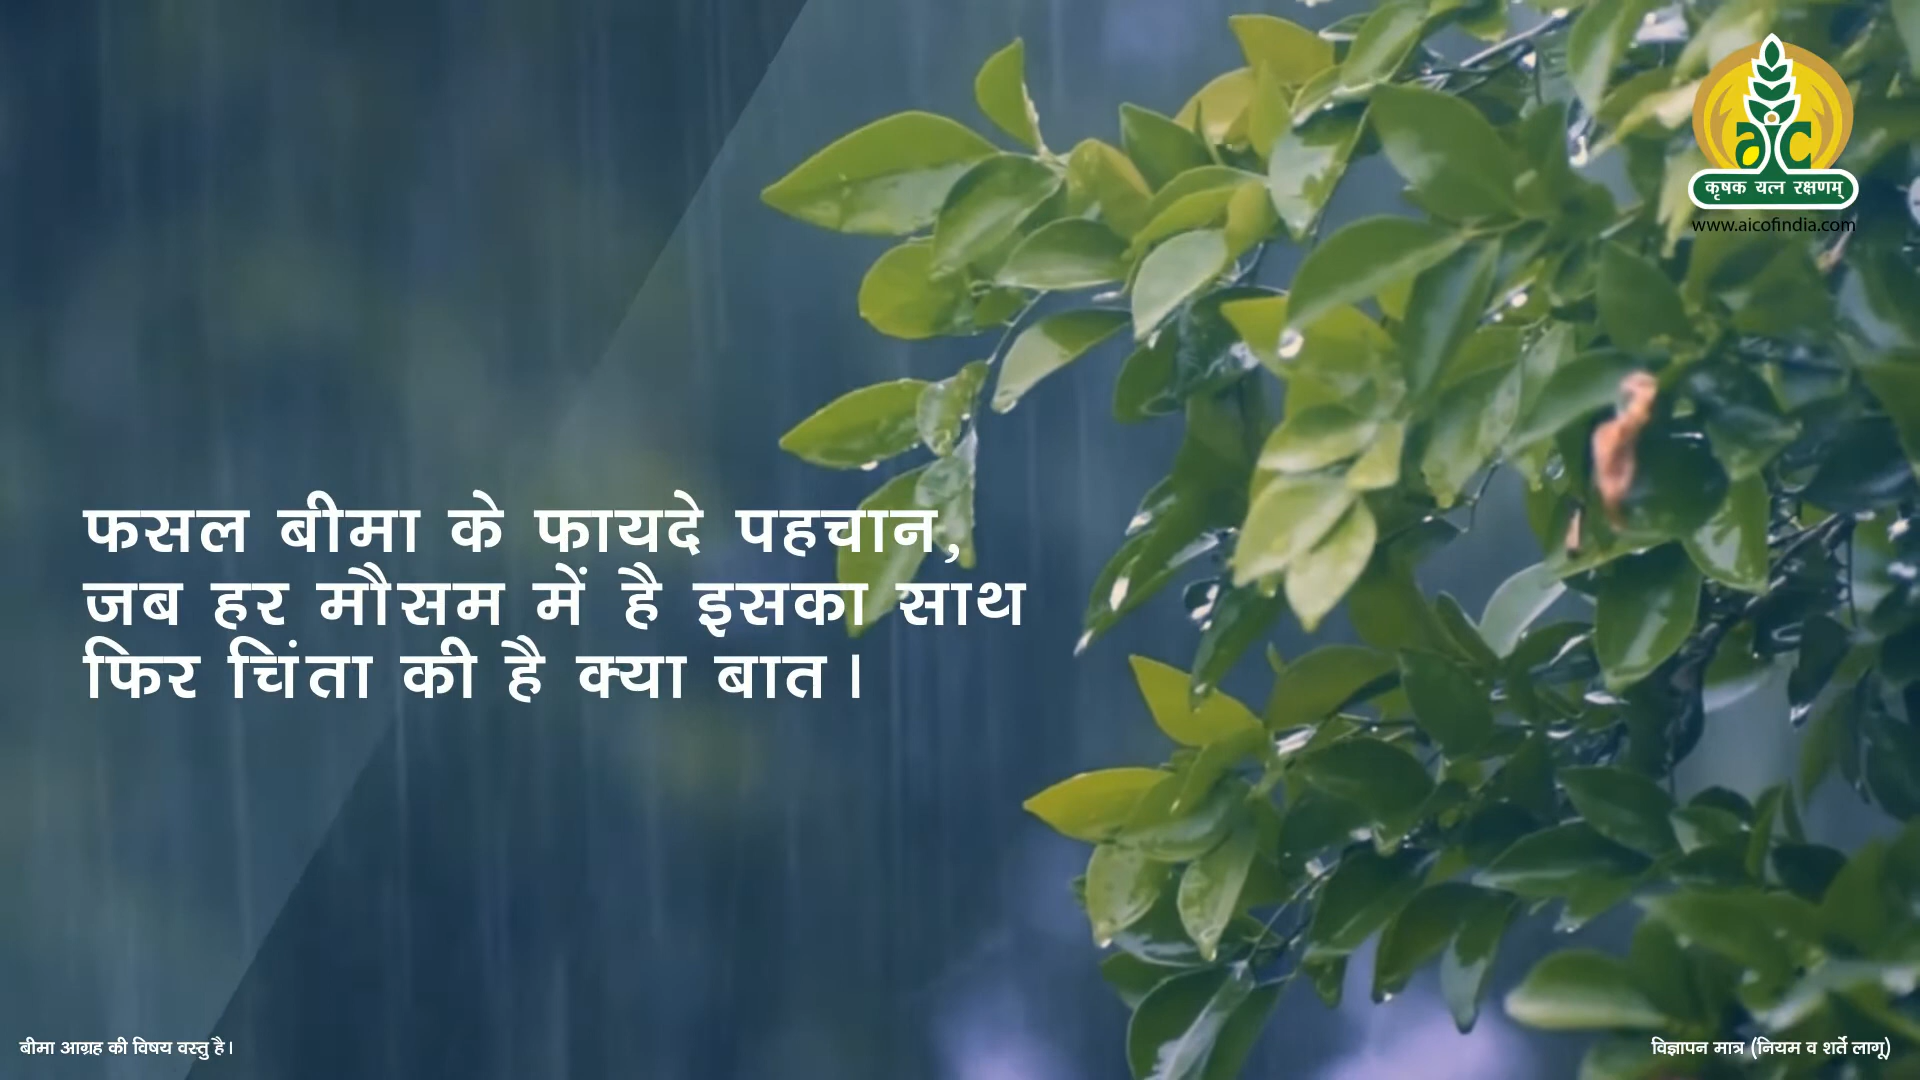 aic
कृषक यत्न रक्षणम्
www.aicofindia.com
फसल बीमा के फायदे पहचान,
जब हर मौसम में है इसका साथ
फिर चिंता की है क्या बात।
बीमा आग्रह की विषय वस्तु है।
विज्ञापन मात्र (नियम व शर्ते लागू)